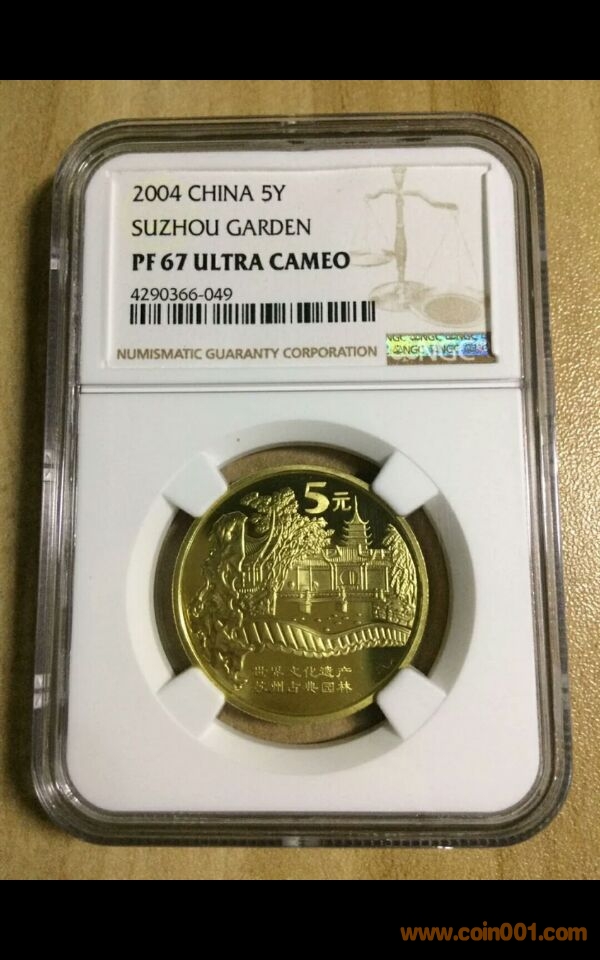 2004 CHINA 5Y
SUZHOU GARDEN
PF 67 ULTRA CAMEO
4290366-049
NUMISMATIC GUARANTY CORPORATION
NGC
5元
世界文化遗产
苏州古典园林
www.coin001.com